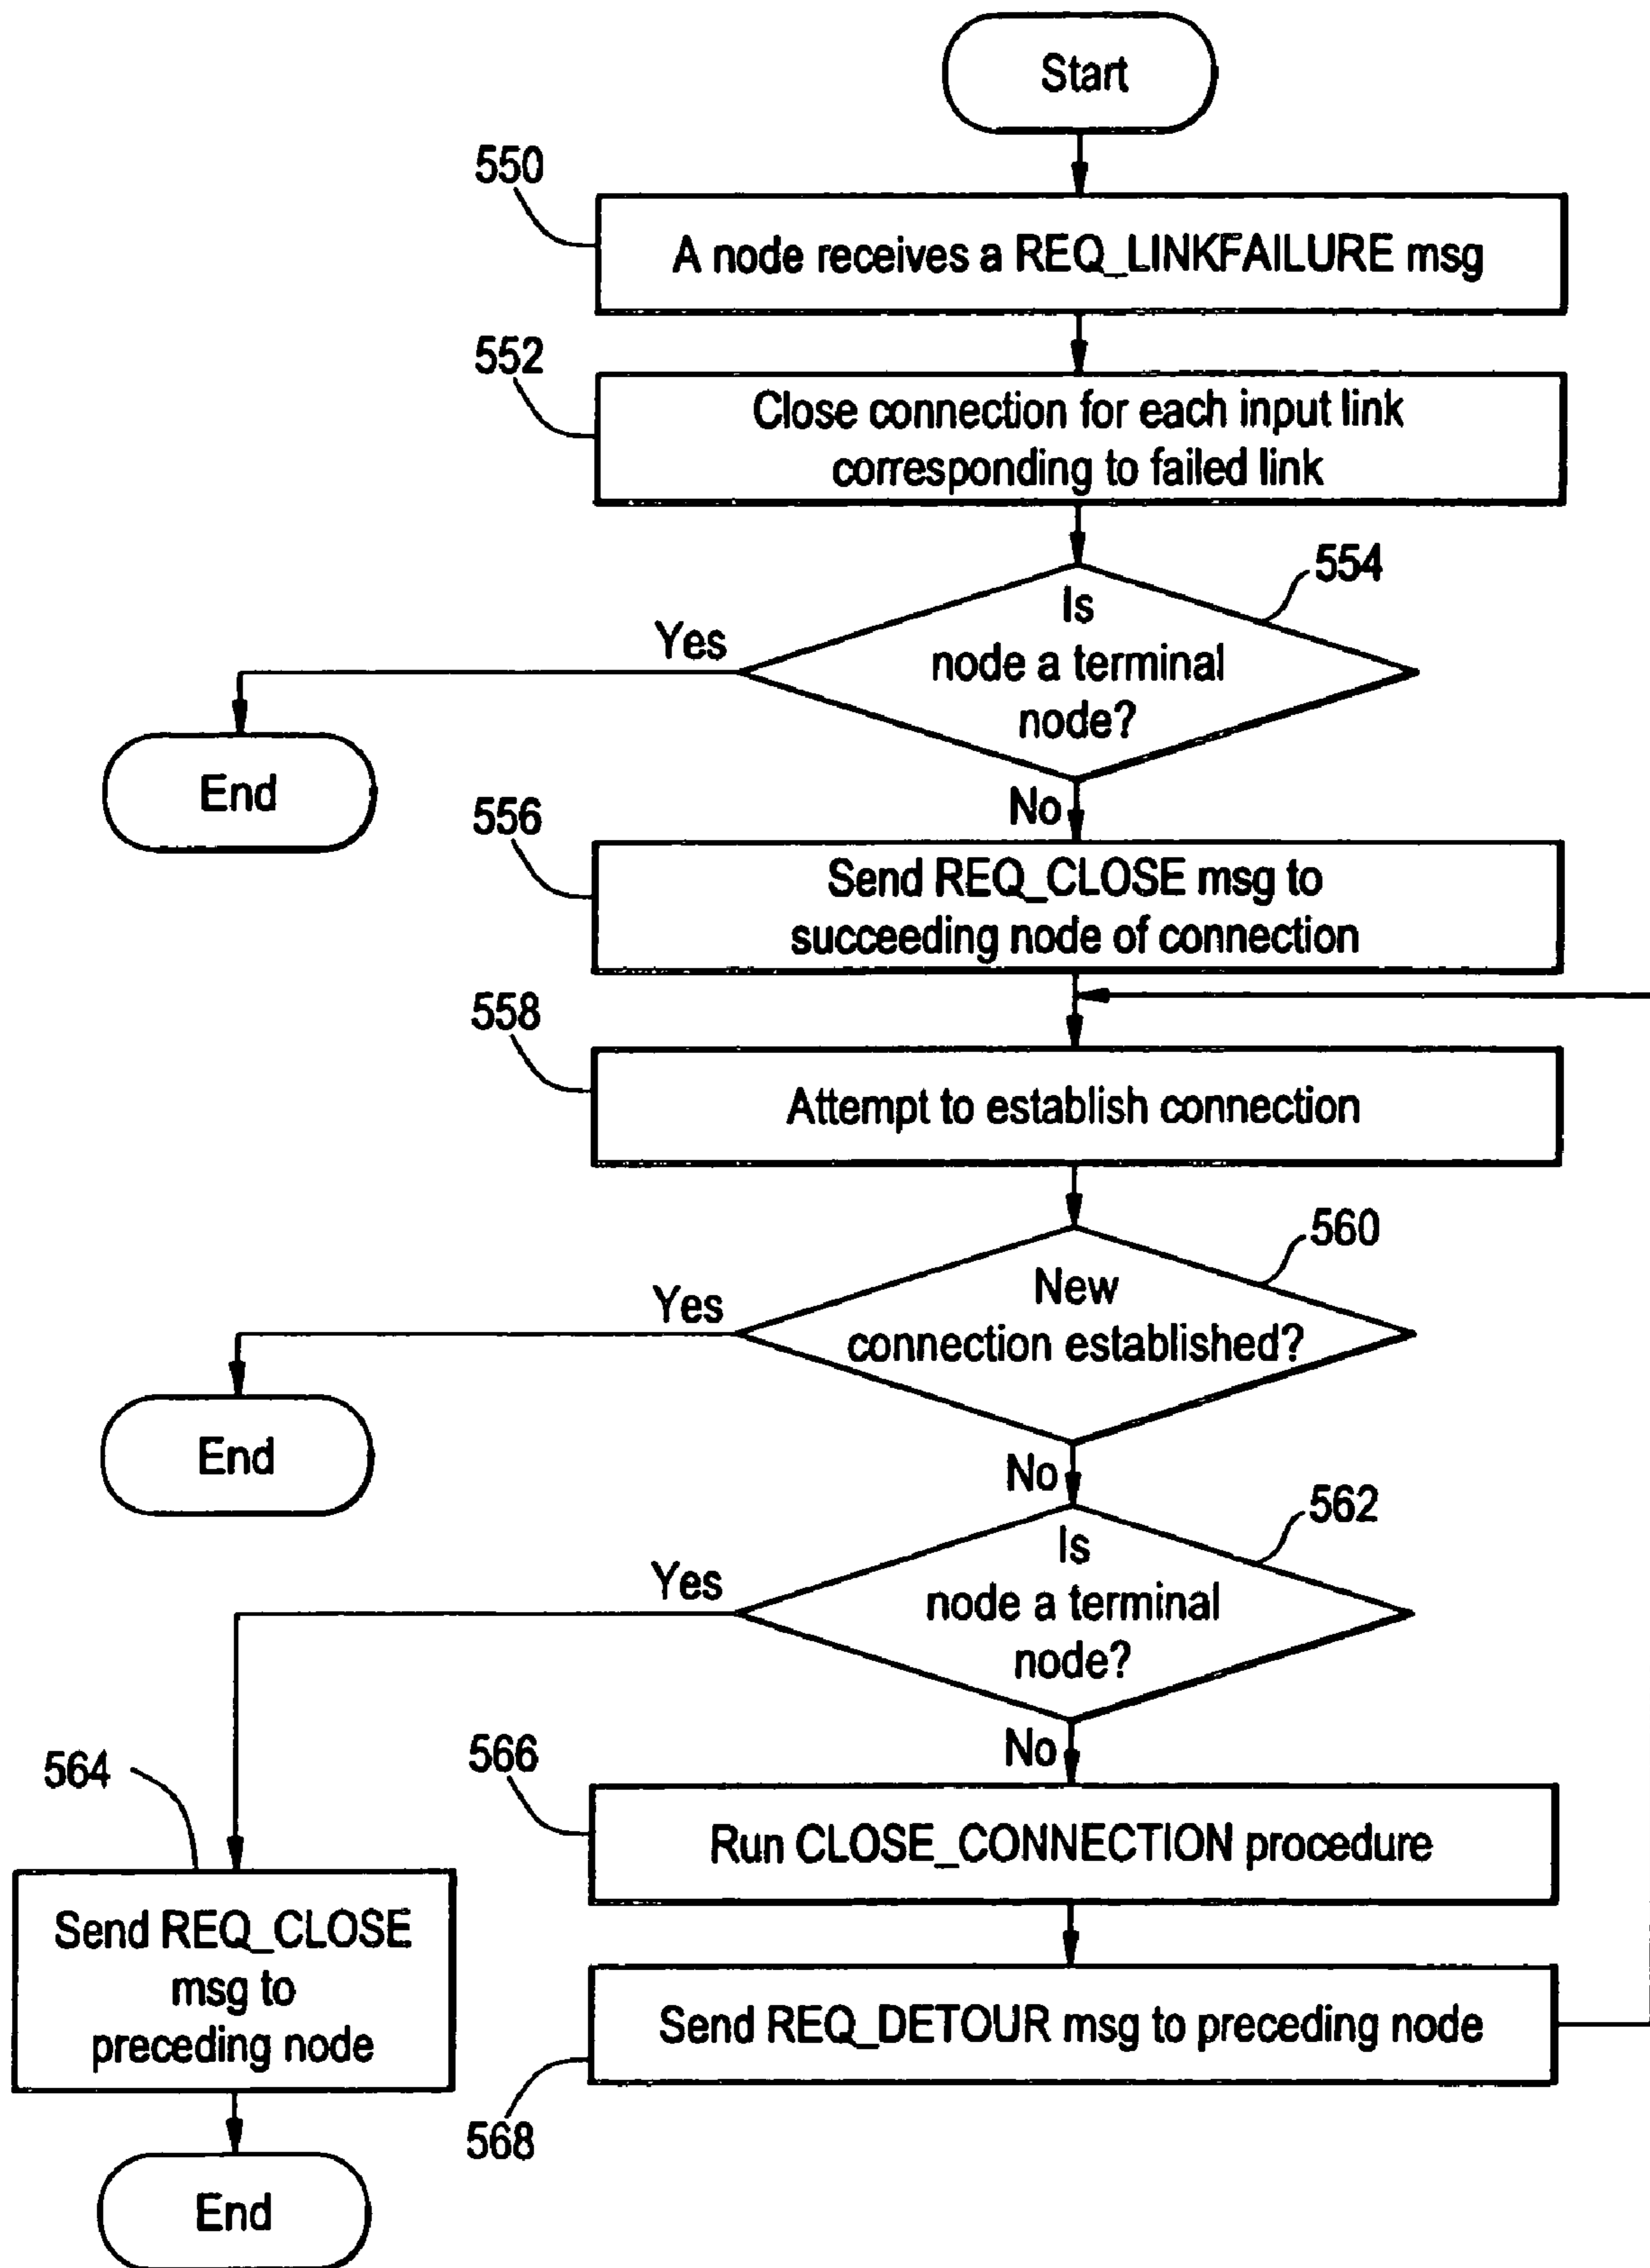 Start
550
A node receives a REQ_LINKFAILURE msg
552
Close connection for each input link
corresponding to failed link
554
Is
node a terminal
node?
Yes
End
No
556
Send REQ_CLOSE msg to
succeeding node of connection
558
Attempt to establish connection
560
New
connection established?
Yes
End
No
562
Is
node a terminal
node?
Yes
No
564
566
Run CLOSE_CONNECTION procedure
Send REQ_CLOSE
msg to
preceding node
Send REQ_DETOUR msg to preceding node
568
End